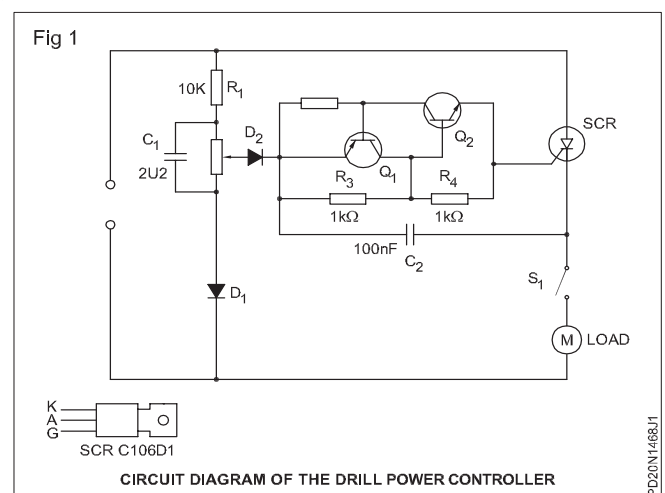 Fig 1
10K R1
C1
2U2
D2
Q1
Q2
R3
1kΩ
R4
1kΩ
100nF
C2
SCR
S1
M LOAD
D1
K
A
G
SCR C106D1
CIRCUIT DIAGRAM OF THE DRILL POWER CONTROLLER
PD20N1468J1